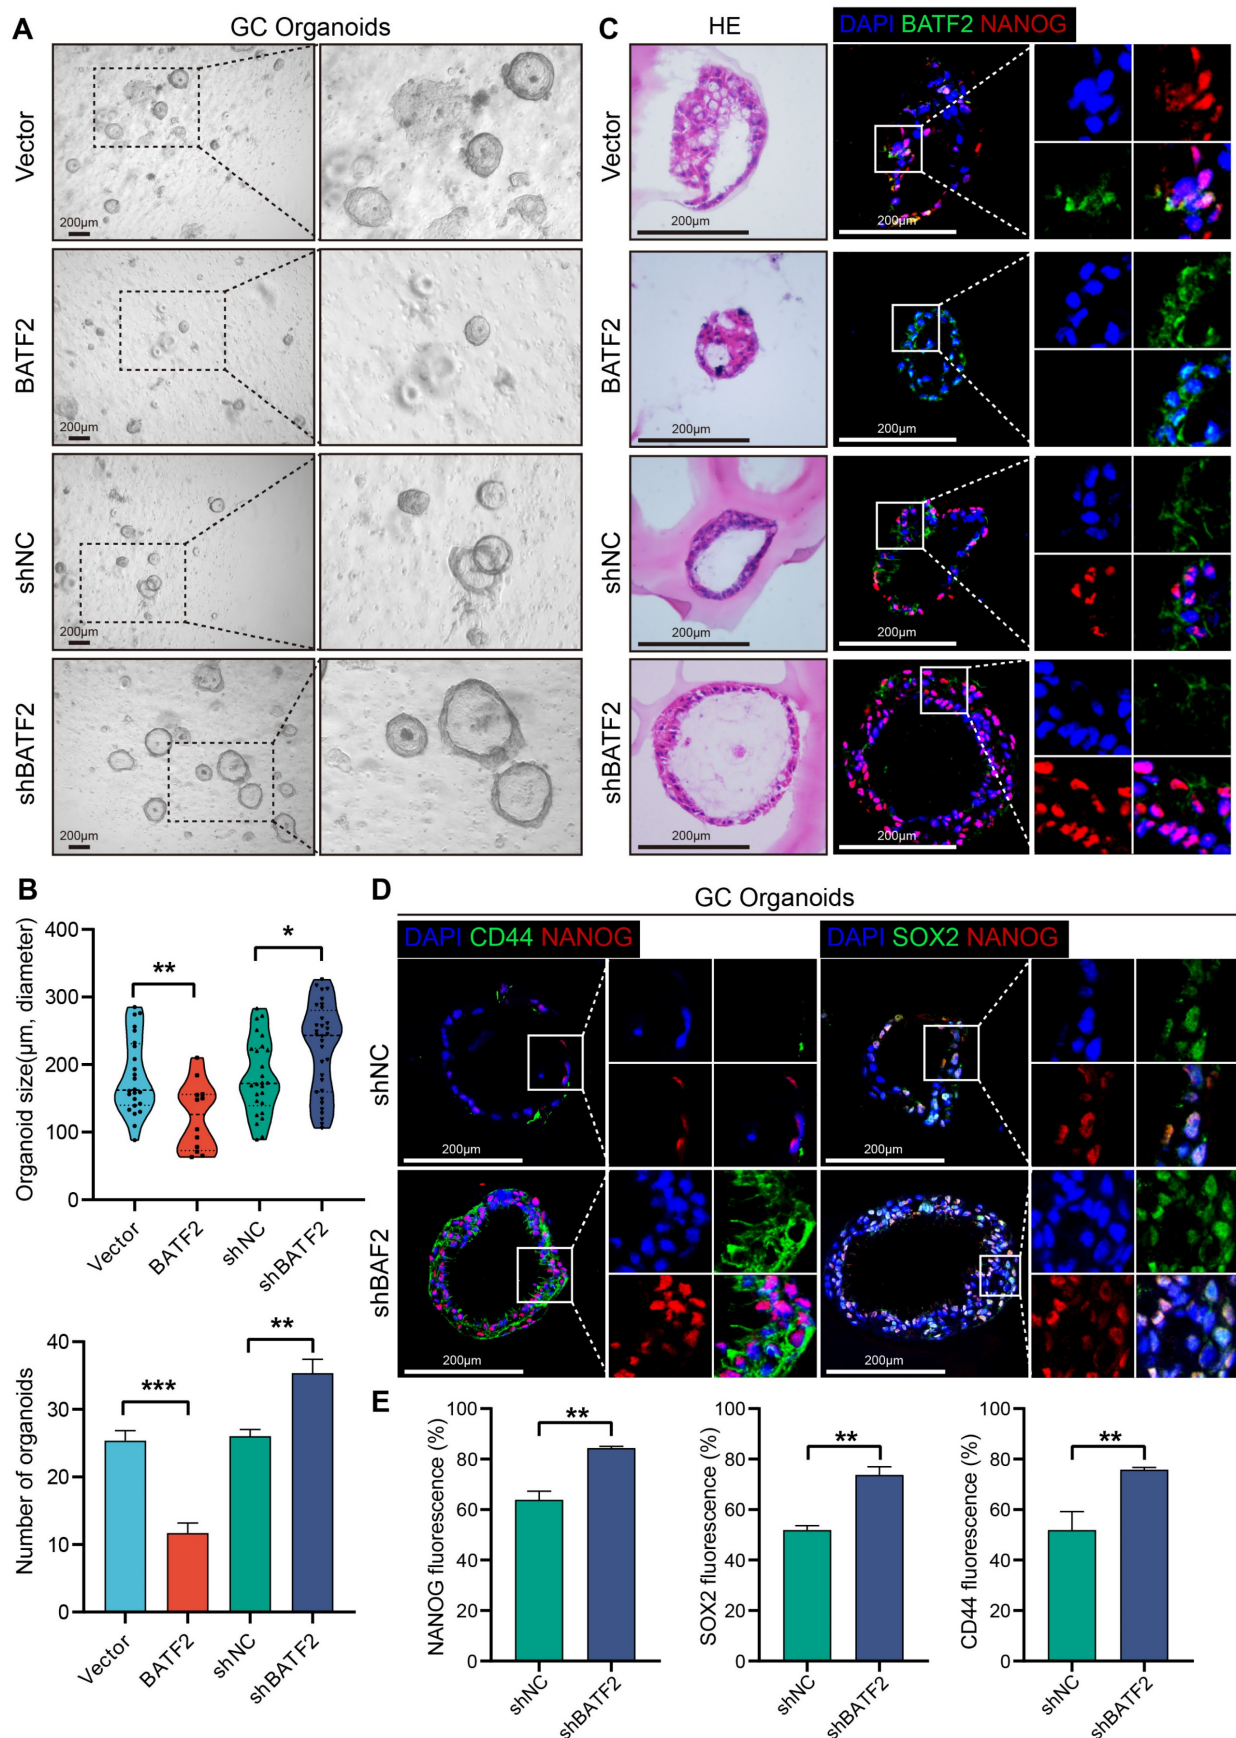 A
GC Organoids
Vector
200μm
BATF2
200μm
shNC
200μm
shBATF2
200μm
C
HE
DAPI BATF2 NANOG
Vector
200μm
200μm
BATF2
200μm
200μm
shNC
200μm
200μm
shBATF2
200μm
200μm
B
Organoid size(μm, diameter)
400
300
200
100
0
**
*
Vector
BATF2
shNC
shBATF2
Number of organoids
40
30
20
10
0
***
**
Vector
BATF2
shNC
shBATF2
D
GC Organoids
DAPI CD44 NANOG
DAPI SOX2 NANOG
shNC
200μm
200μm
shBAF2
200μm
200μm
E
NANOG fluorescence (%)
100
80
60
40
20
0
**
shNC
shBATF2
SOX2 fluorescence (%)
100
80
60
40
20
0
**
shNC
shBATF2
CD44 fluorescence (%)
100
80
60
40
20
0
**
shNC
shBATF2